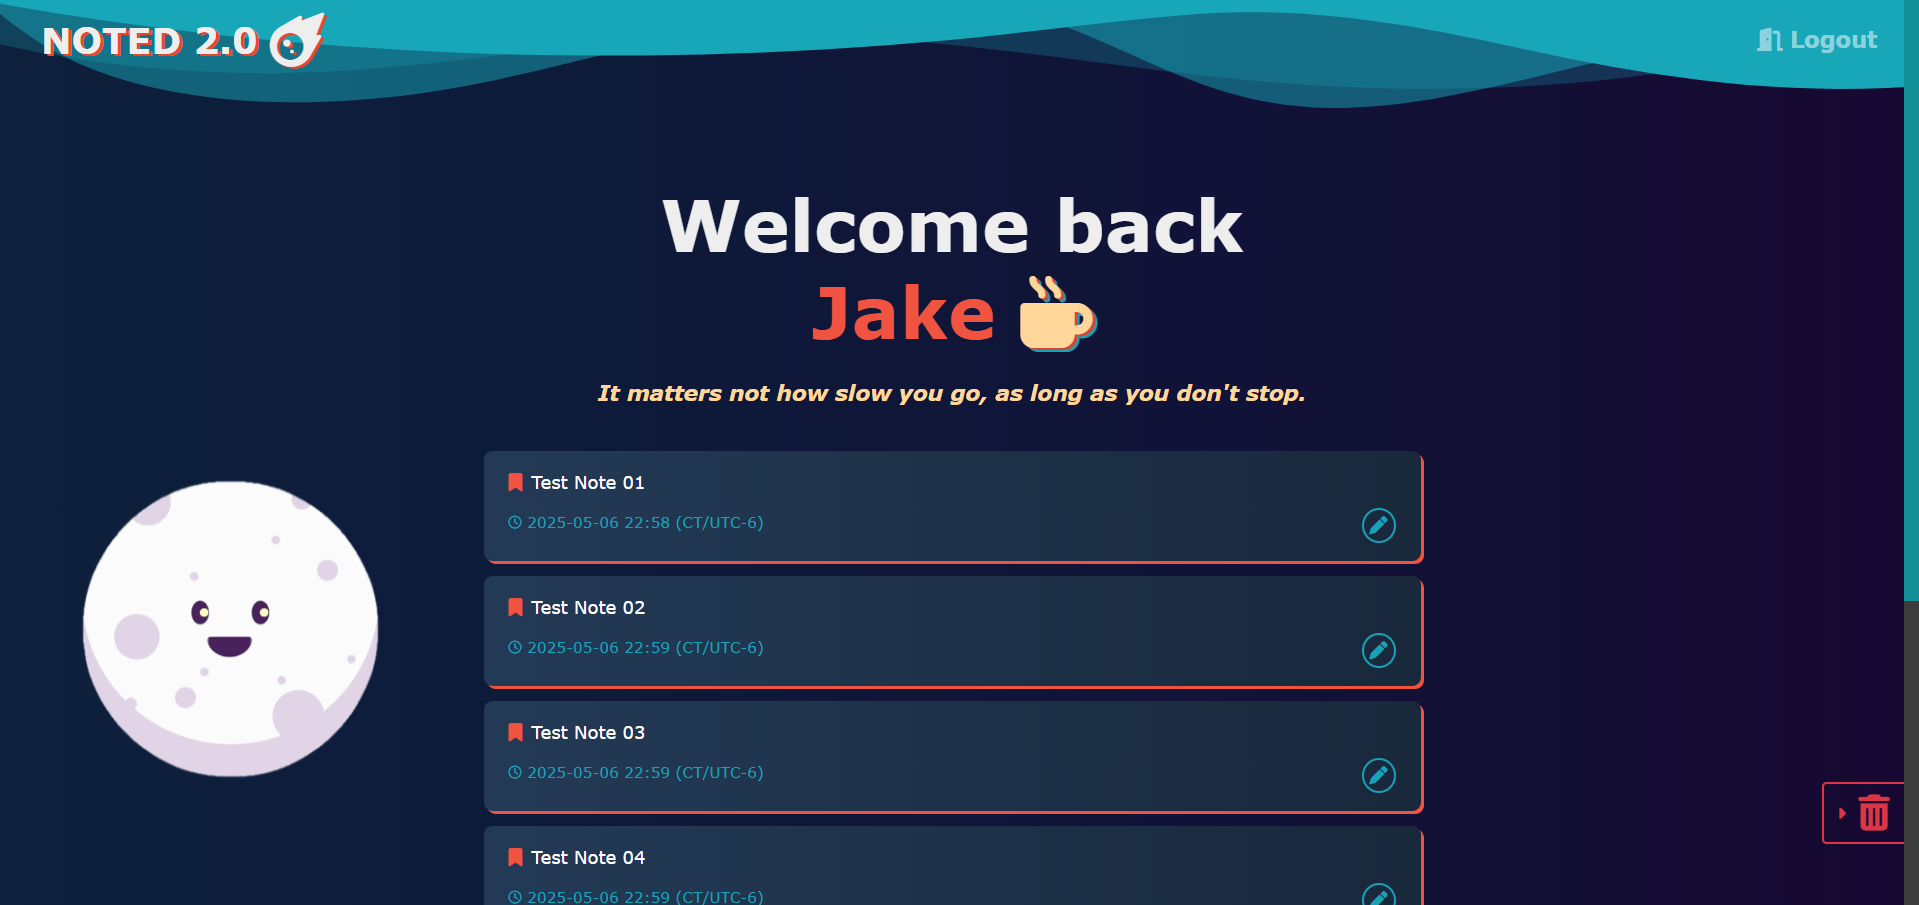 NOTED 2.0
Logout
Welcome back
Jake
It matters not how slow you go, as long as you don't stop.
Test Note 01
2025-05-06 22:58 (CT/UTC-6)
Test Note 02
2025-05-06 22:59 (CT/UTC-6)
Test Note 03
2025-05-06 22:59 (CT/UTC-6)
Test Note 04
2025-05-06 22:59 (CT/UTC-6)